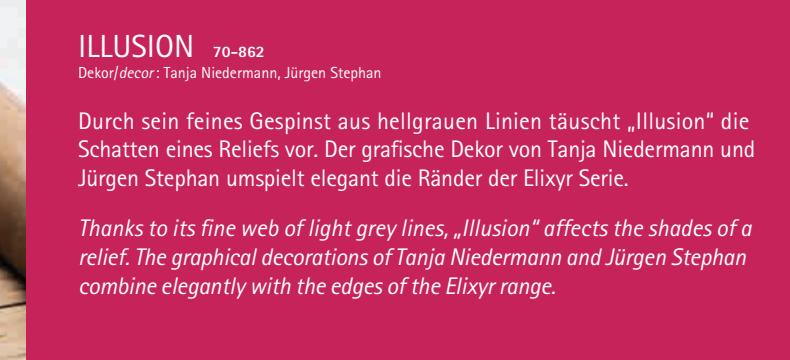 ILLUSION 70-862
Dekor/decor: Tanja Niedermann, Jürgen Stephan
Durch sein feines Gespinst aus hellgrauen Linien täuscht „Illusion“ die
Schatten eines Reliefs vor. Der grafische Dekor von Tanja Niedermann und
Jürgen Stephan umspielt elegant die Ränder der Elixyr Serie.
Thanks to its fine web of light grey lines, „Illusion“ affects the shades of a
relief. The graphical decorations of Tanja Niedermann and Jürgen Stephan
combine elegantly with the edges of the Elixyr range.